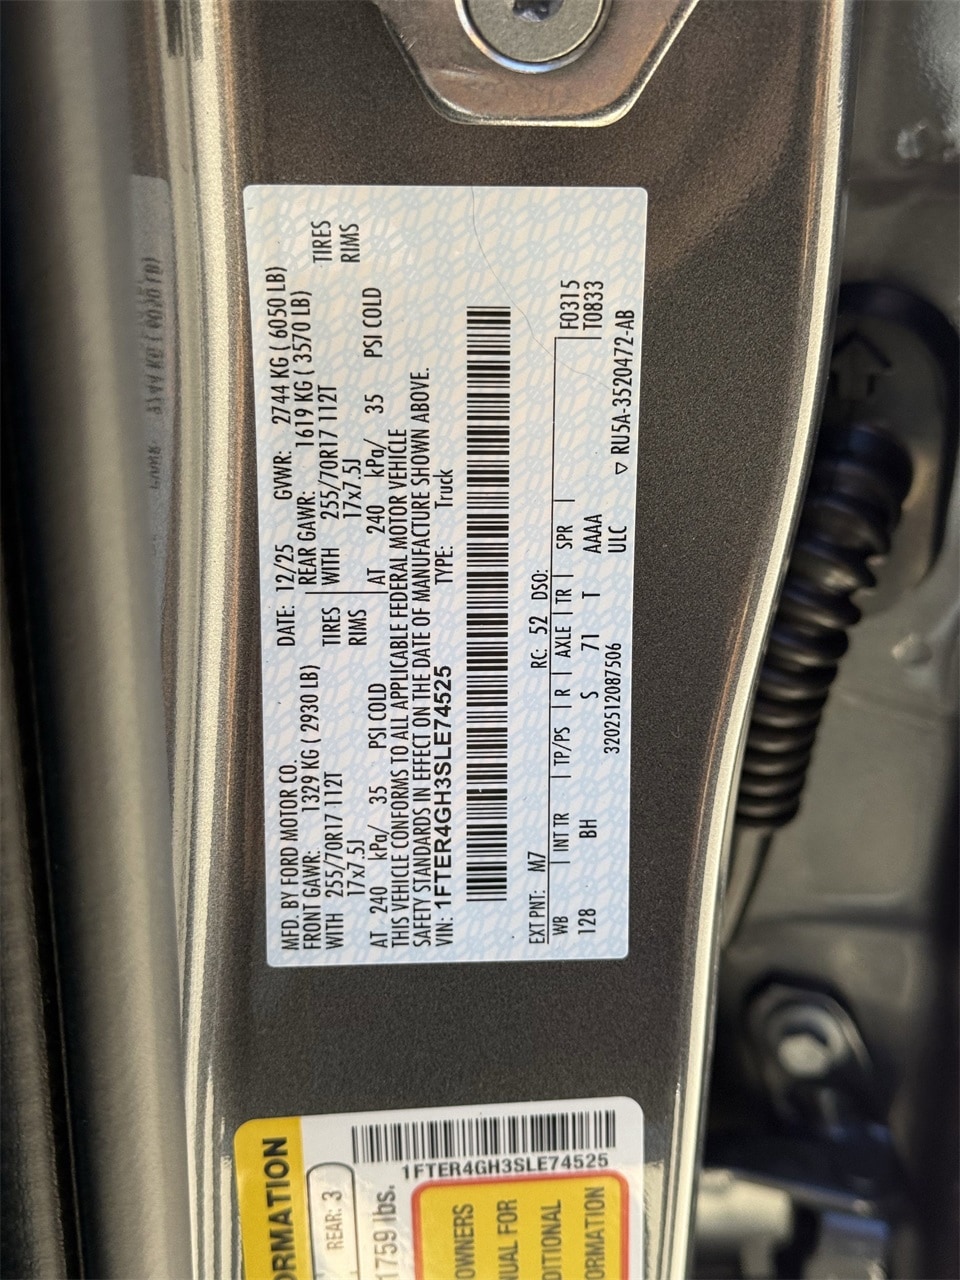 MFD. BY FORD MOTOR CO.
DATE: 12/25 GVWR: 2744 KG ( 6050 LB)
FRONT GAWR: 1329 KG ( 2930 LB)
REAR GAWR: 1619 KG ( 3570 LB)
WITH 255/70R17 112T TIRES
WITH 255/70R17 112T TIRES
17x7.5J RIMS
17x7.5J RIMS
AT 240 kPa/ 35 PSI COLD
AT 240 kPa/ 35 PSI COLD
THIS VEHICLE CONFORMS TO ALL APPLICABLE FEDERAL MOTOR VEHICLE
SAFETY STANDARDS IN EFFECT ON THE DATE OF MANUFACTURE SHOWN ABOVE.
VIN: 1FTER4GH3SLE74525 TYPE: Truck
EXT PNT: M7 RC: 52 DSO:
F0315
WB | INT TR | TP/PS | R | AXLE | TR | SPR |
T0833
128 BH S 71 T AAAA
3202512087506 ULC ▽ RU5A-3520472-AB
1FTER4GH3SLE74525
ORMATION
REAR: 3
1759 lbs.
OWNERS
NUAL FOR
DITIONAL
ORMATION